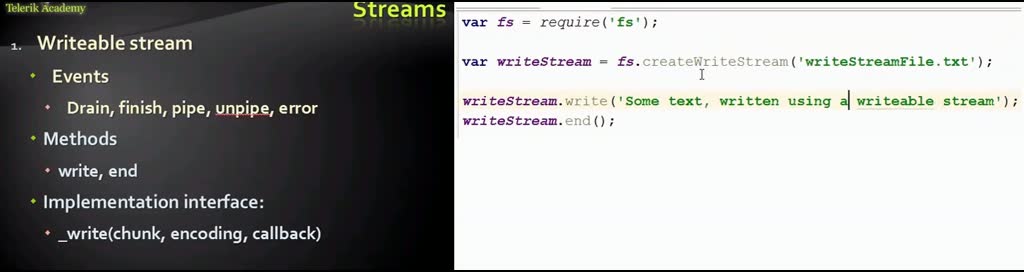 Telerik Academy
Streams
1. Writeable stream
Events
Drain, finish, pipe, unpipe, error
Methods
write, end
Implementation interface:
_write(chunk, encoding, callback)
var fs = require('fs');
var writeStream = fs.createWriteStream('writeStreamFile.txt');
writeStream.write('Some text, written using a writeable stream');
writeStream.end();